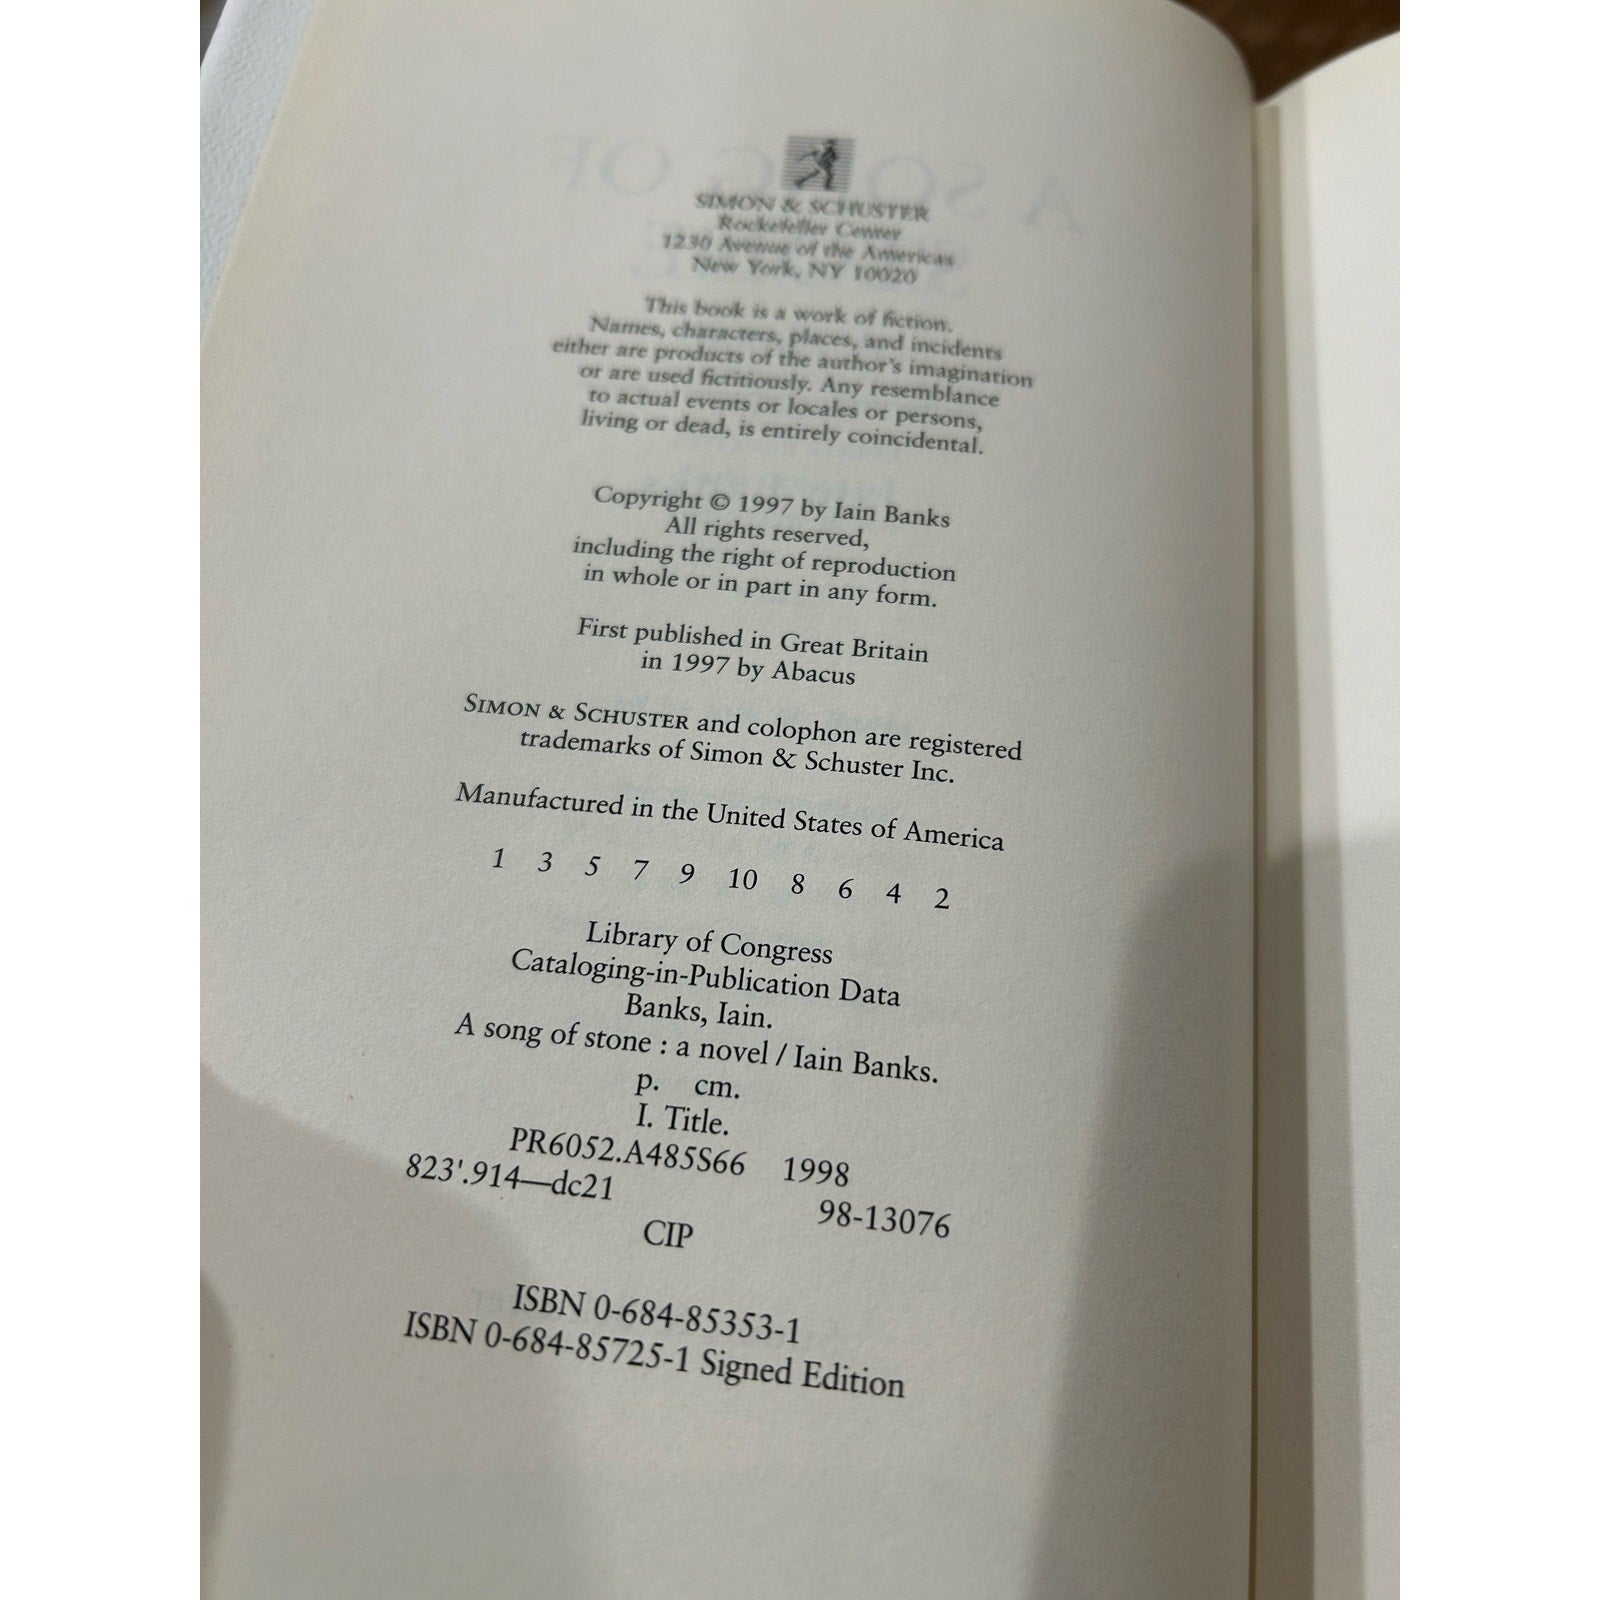 SIMON & SCHUSTER
Rockefeller Center
1230 Avenue of the Americas
New York, NY 10020
This book is a work of fiction.
Names, characters, places, and incidents
either are products of the author's imagination
or are used fictitiously. Any resemblance
to actual events or locales or persons,
living or dead, is entirely coincidental.
Copyright © 1997 by Iain Banks
All rights reserved,
including the right of reproduction
in whole or in part in any form.
First published in Great Britain
in 1997 by Abacus
SIMON & SCHUSTER and colophon are registered
trademarks of Simon & Schuster Inc.
Manufactured in the United States of America
1 3 5 7 9 10 8 6 4 2
Library of Congress
Cataloging-in-Publication Data
Banks, Iain.
A song of stone : a novel / Iain Banks.
p. cm.
I. Title.
PR6052.A485S66 1998
823'.914—dc21
98-13076
CIP
ISBN 0-684-85353-1
ISBN 0-684-85725-1 Signed Edition